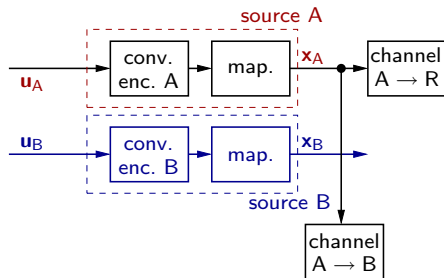 source A
u_A
conv.
enc. A
map.
x_A
channel
A → R
u_B
conv.
enc. B
map.
x_B
source B
channel
A → B